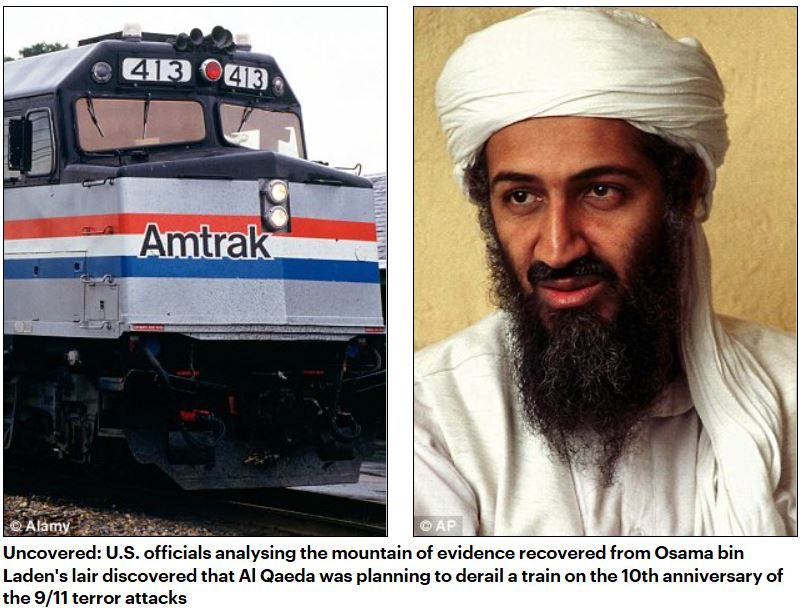 413
413
Amtrak
© Alamy
© AP
Uncovered: U.S. officials analysing the mountain of evidence recovered from Osama bin
Laden's lair discovered that Al Qaeda was planning to derail a train on the 10th anniversary of
the 9/11 terror attacks